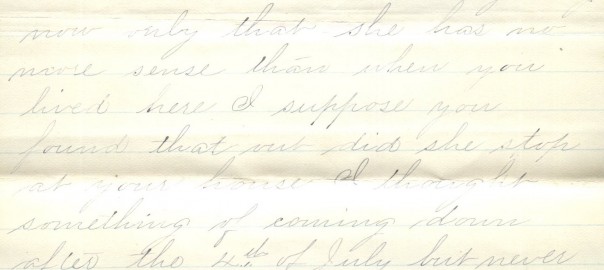 now only that she has no
more sense than when you
lived here I suppose you
found that out did she stop
at your house I thought
something of coming down
after the 4th of July but never